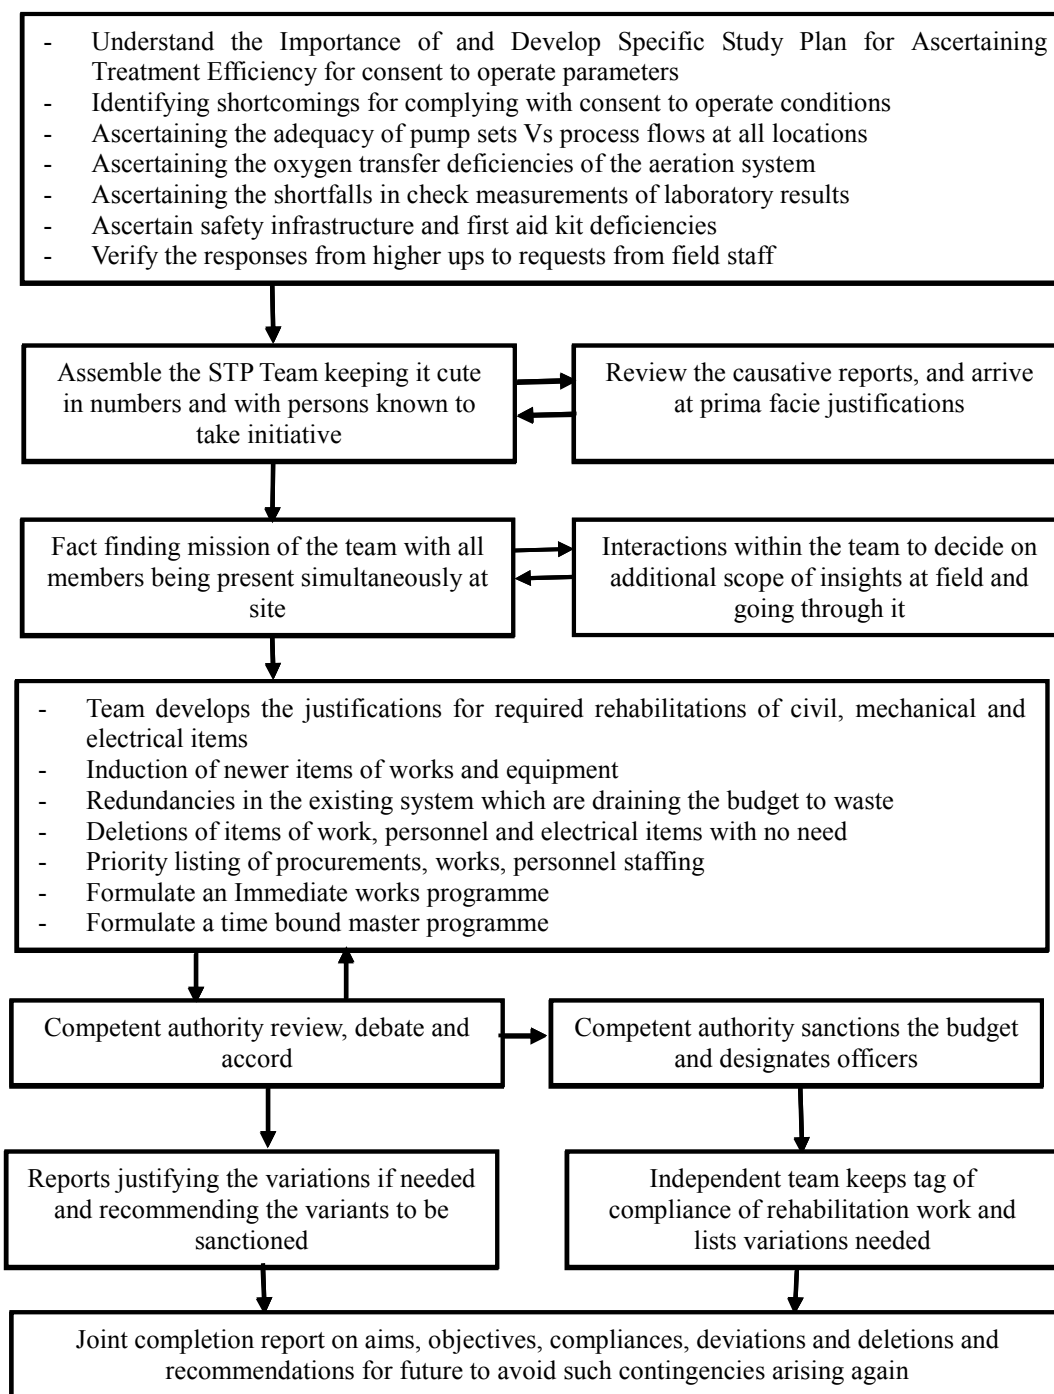 - Understand the Importance of and Develop Specific Study Plan for Ascertaining
Treatment Efficiency for consent to operate parameters
- Identifying shortcomings for complying with consent to operate conditions
- Ascertaining the adequacy of pump sets Vs process flows at all locations
- Ascertaining the oxygen transfer deficiencies of the aeration system
- Ascertaining the shortfalls in check measurements of laboratory results
- Ascertain safety infrastructure and first aid kit deficiencies
- Verify the responses from higher ups to requests from field staff
Assemble the STP Team keeping it cute
in numbers and with persons known to
take initiative
Review the causative reports, and arrive
at prima facie justifications
Fact finding mission of the team with all
members being present simultaneously at
site
Interactions within the team to decide on
additional scope of insights at field and
going through it
- Team develops the justifications for required rehabilitations of civil, mechanical and
electrical items
- Induction of newer items of works and equipment
- Redundancies in the existing system which are draining the budget to waste
- Deletions of items of work, personnel and electrical items with no need
- Priority listing of procurements, works, personnel staffing
- Formulate an Immediate works programme
- Formulate a time bound master programme
Competent authority review, debate and
accord
Competent authority sanctions the budget
and designates officers
Reports justifying the variations if needed
and recommending the variants to be
sanctioned
Independent team keeps tag of
compliance of rehabilitation work and
lists variations needed
Joint completion report on aims, objectives, compliances, deviations and deletions and
recommendations for future to avoid such contingencies arising again